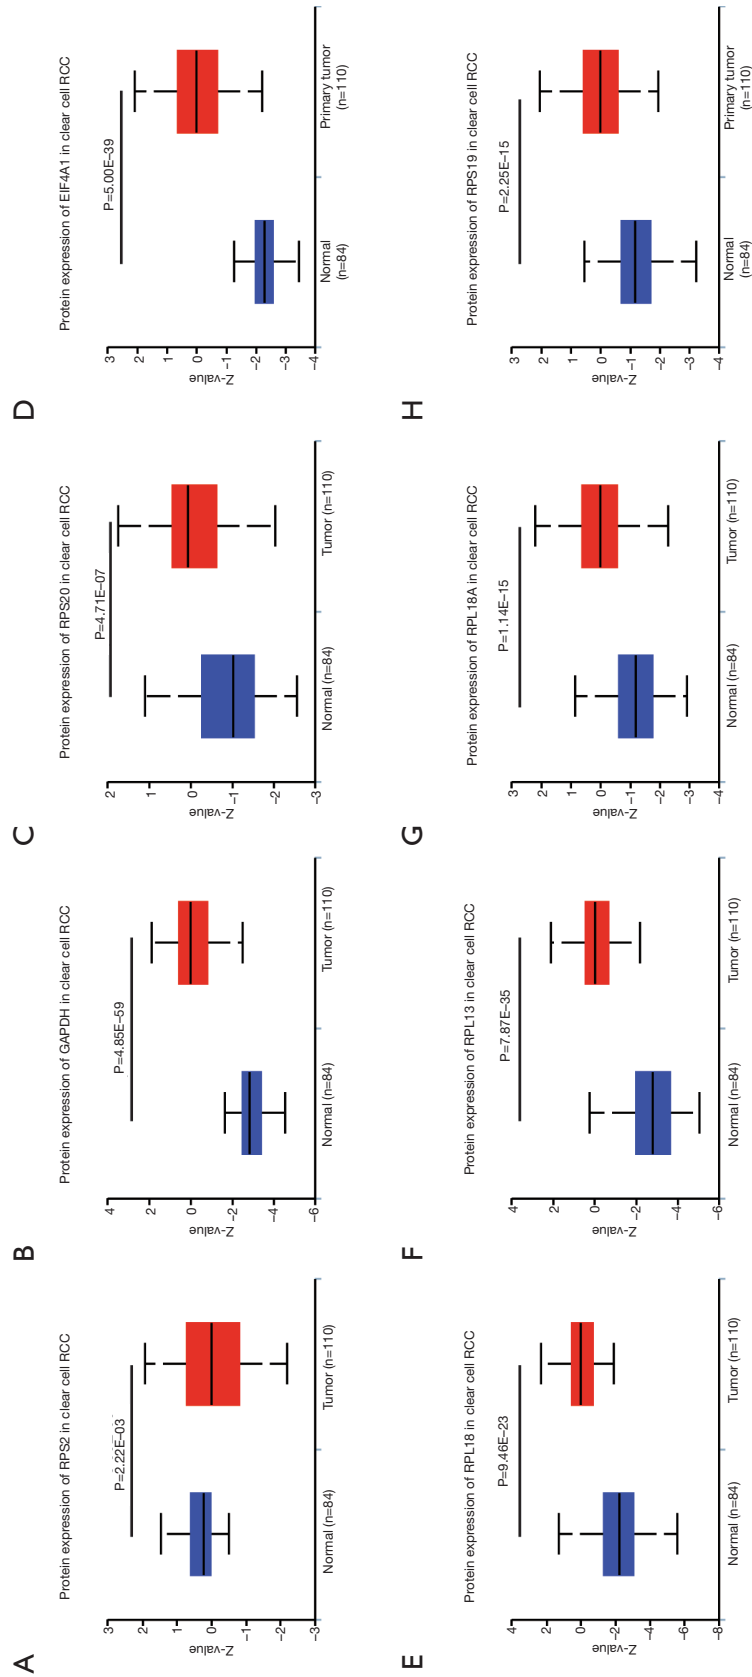 A
Protein expression of RPS2 in clear cell RCC
P=2.22E–03
Z-value
3
2
1
0
–1
–2
–3
Normal (n=84)
Tumor (n=110)
B
Protein expression of GAPDH in clear cell RCC
P=4.85E–59
Z-value
4
2
0
–2
–4
–6
Normal (n=84)
Tumor (n=110)
C
Protein expression of RPS20 in clear cell RCC
P=4.71E–07
Z-value
2
1
0
–1
–2
–3
Normal (n=84)
Tumor (n=110)
D
Protein expression of EIF4A1 in clear cell RCC
P=5.00E–39
Z-value
3
2
1
0
–1
–2
–3
–4
Normal
(n=84)
Primary tumor
(n=110)
E
Protein expression of RPL18 in clear cell RCC
P=9.46E–23
Z-value
4
2
0
–2
–4
–6
–8
Normal (n=84)
Tumor (n=110)
F
Protein expression of RPL13 in clear cell RCC
P=7.87E–35
Z-value
4
2
0
–2
–4
–6
Normal (n=84)
Tumor (n=110)
G
Protein expression of RPL18A in clear cell RCC
P=1.14E–15
Z-value
3
2
1
0
–1
–2
–3
–4
Normal (n=84)
Tumor (n=110)
H
Protein expression of RPS19 in clear cell RCC
P=2.25E–15
Z-value
3
2
1
0
–1
–2
–3
–4
Normal
(n=84)
Primary tumor
(n=110)